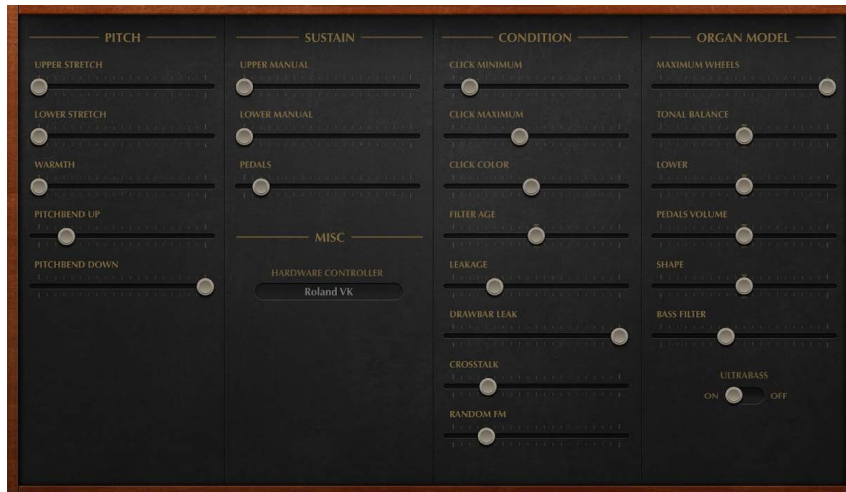 PITCH
UPPER STRETCH
LOWER STRETCH
WARMTH
PITCHBEND UP
PITCHBEND DOWN
SUSTAIN
UPPER MANUAL
LOWER MANUAL
PEDALS
MISC
HARDWARE CONTROLLER
Roland VK
CONDITION
CLICK MINIMUM
CLICK MAXIMUM
CLICK COLOR
FILTER AGE
LEAKAGE
DRAWBAR LEAK
CROSSTALK
RANDOM FM
ORGAN MODEL
MAXIMUM WHEELS
TONAL BALANCE
LOWER
PEDALS VOLUME
SHAPE
BASS FILTER
ULTRABASS
ON OFF